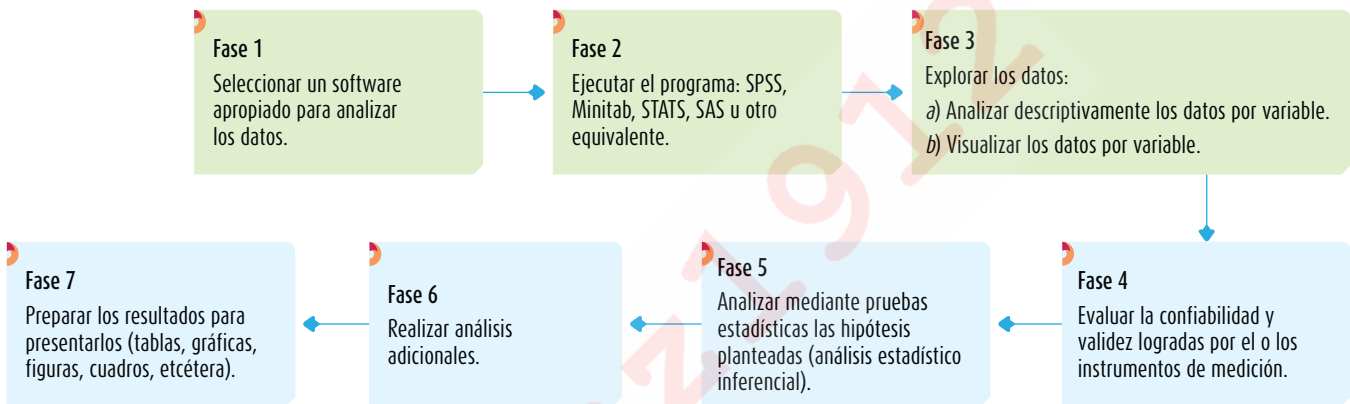 Fase 1
Seleccionar un software
apropiado para analizar
los datos.
Fase 2
Ejecutar el programa: SPSS,
Minitab, STATS, SAS u otro
equivalente.
Fase 3
Explorar los datos:
a) Analizar descriptivamente los datos por variable.
b) Visualizar los datos por variable.
Fase 4
Evaluar la confiabilidad y
validez logradas por el o los
instrumentos de medición.
Fase 5
Analizar mediante pruebas
estadísticas las hipótesis
planteadas (análisis estadístico
inferencial).
Fase 6
Realizar análisis
adicionales.
Fase 7
Preparar los resultados para
presentarlos (tablas, gráficas,
figuras, cuadros, etcétera).
z1912